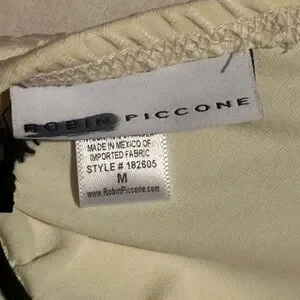 ROBIN PICCONE
MADE IN MEXICO OF
IMPORTED FABRIC
STYLE # 182605
M
www.RobinPiccone.com